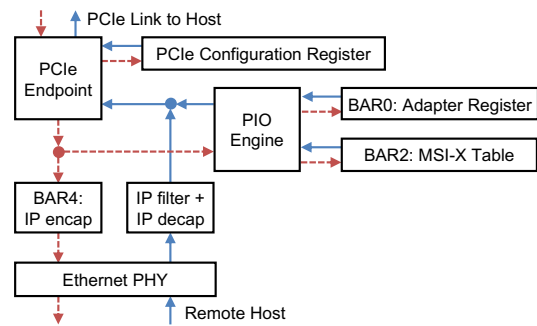 PCIe Link to Host
PCIe
Endpoint
PCIe Configuration Register
PIO
Engine
BAR0: Adapter Register
BAR2: MSI-X Table
BAR4:
IP encap
IP filter +
IP decap
Ethernet PHY
Remote Host